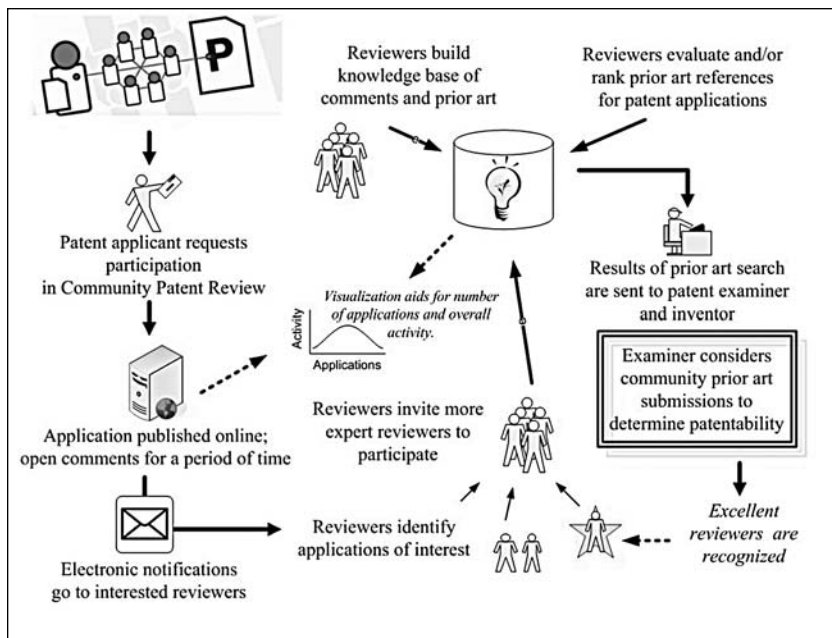 P
Reviewers build
knowledge base of
comments and prior art
Reviewers evaluate and/or
rank prior art references
for patent applications
Patent applicant requests
participation
in Community Patent Review
Results of prior art search
are sent to patent examiner
and inventor
Visualization aids for number
of applications and overall
activity.
Activity
Applications
Examiner considers
community prior art
submissions to
determine patentability
Application published online;
open comments for a period of time
Reviewers invite more
expert reviewers to
participate
Reviewers identify
applications of interest
Excellent
reviewers are
recognized
Electronic notifications
go to interested reviewers